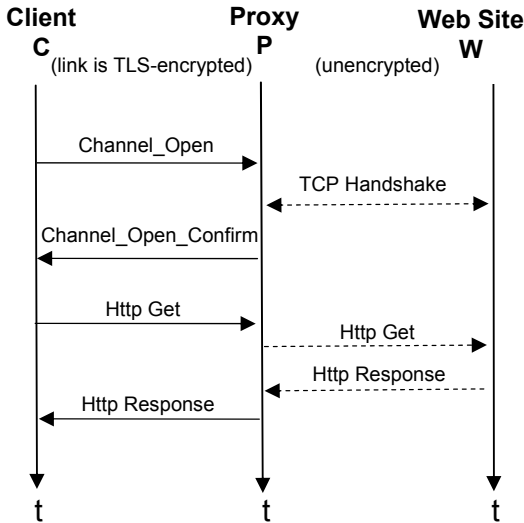 Client Proxy Web Site
C P W
(link is TLS-encrypted) (unencrypted)
Channel_Open
TCP Handshake
Channel_Open_Confirm
Http Get
Http Get
Http Response
Http Response
t t t